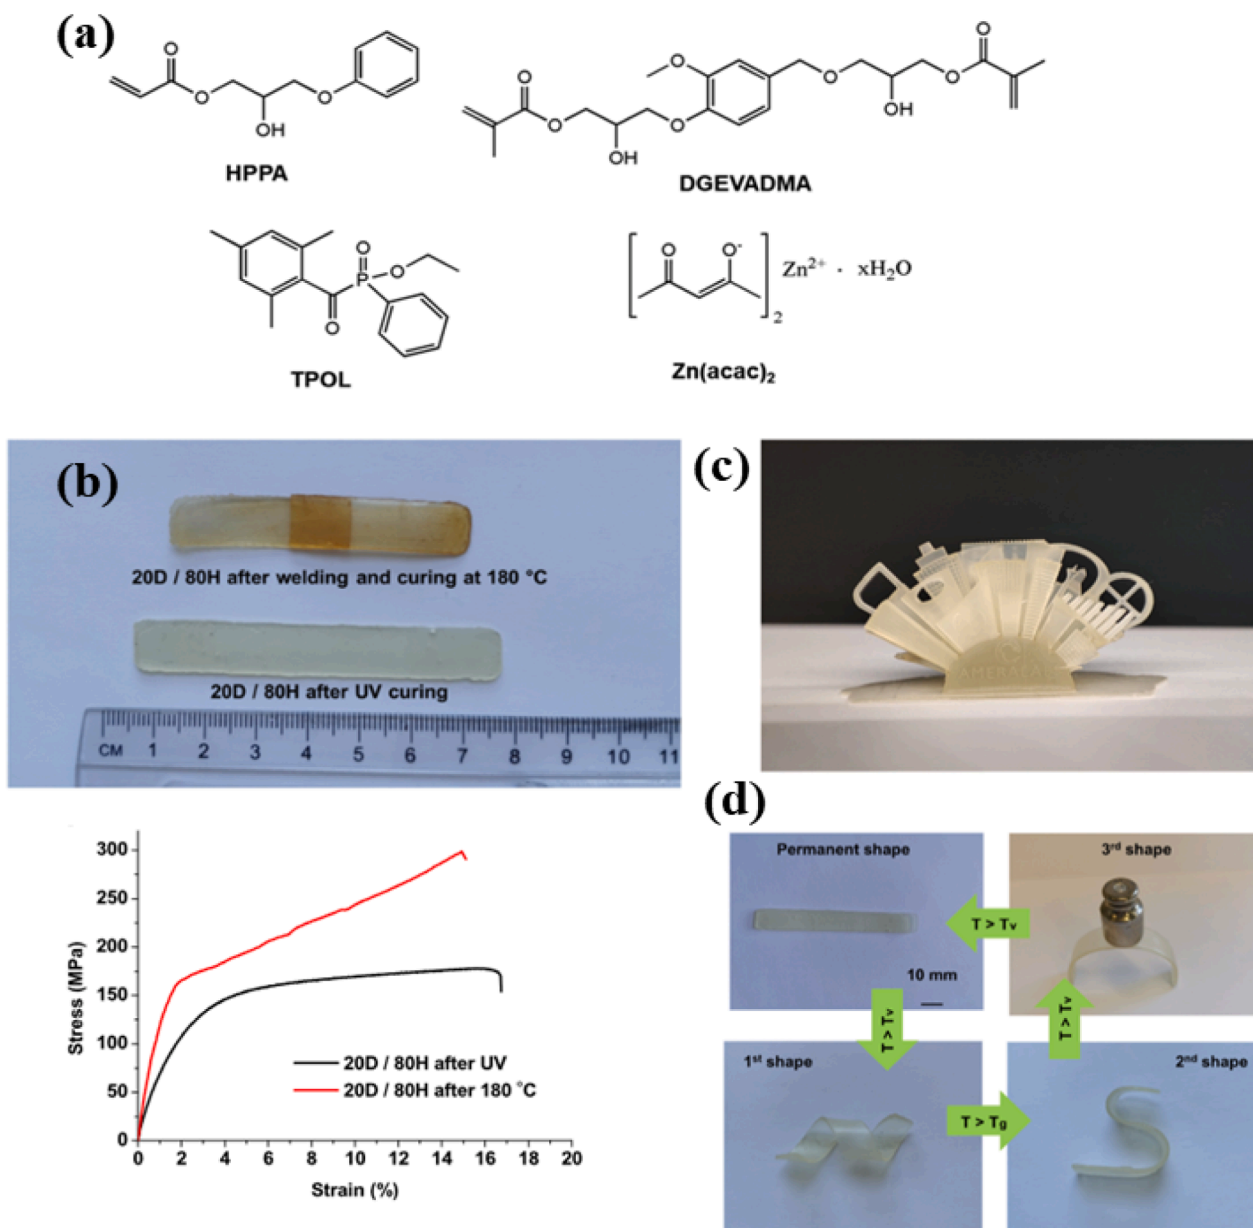 (a)
O
O
O
OH
HPPA
O
O
OH
O
O
O
OH
O
O
DGEVADMA
O
P
O
O
TPOL
O
O⁻
2
Zn²⁺ · xH₂O
Zn(acac)₂
(b)
20D / 80H after welding and curing at 180 °C
20D / 80H after UV curing
CM 1 2 3 4 5 6 7 8 9 10 11
(c)
AMERALA
Stress (MPa)
300
250
200
150
100
50
0
20D / 80H after UV
20D / 80H after 180 °C
0 2 4 6 8 10 12 14 16 18 20
Strain (%)
(d)
Permanent shape
10 mm
T > Tᵥ
3ʳᵈ shape
T > Tᵥ
T > Tᵥ
1ˢᵗ shape
T > Tg
2ⁿᵈ shape